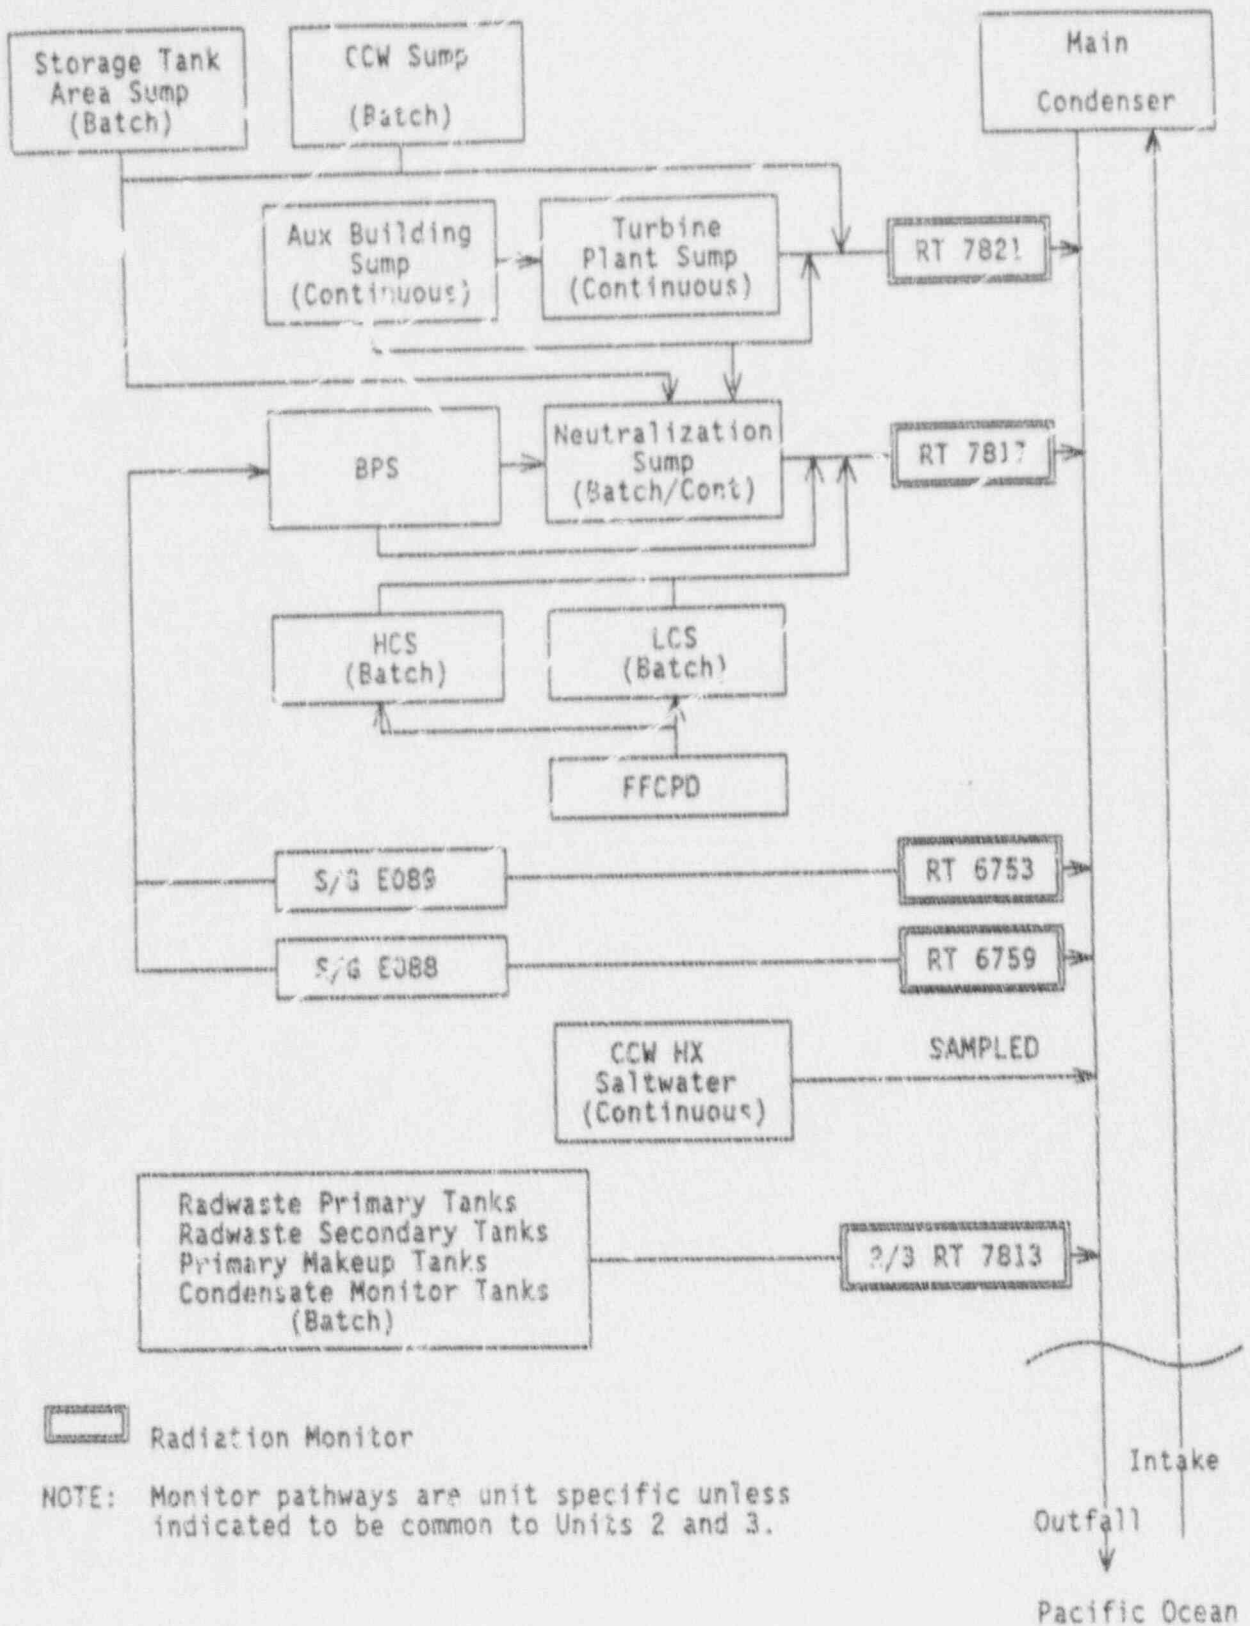 Storage Tank
Area Sump
(Batch)
CCW Sump
(Batch)
Main
Condenser
Aux Building
Sump
(Continuous)
Turbine
Plant Sump
(Continuous)
RT 7821
BPS
Neutralization
Sump
(Batch/Cont)
RT 7817
HCS
(Batch)
LCS
(Batch)
FFCPD
S/G E089
RT 6753
S/G E088
RT 6759
CCW HX
Saltwater
(Continuous)
SAMPLED
Radwaste Primary Tanks
Radwaste Secondary Tanks
Primary Makeup Tanks
Condensate Monitor Tanks
(Batch)
2/3 RT 7813
Radiation Monitor
Intake
NOTE: Monitor pathways are unit specific unless
indicated to be common to Units 2 and 3.
Outfall
Pacific Ocean